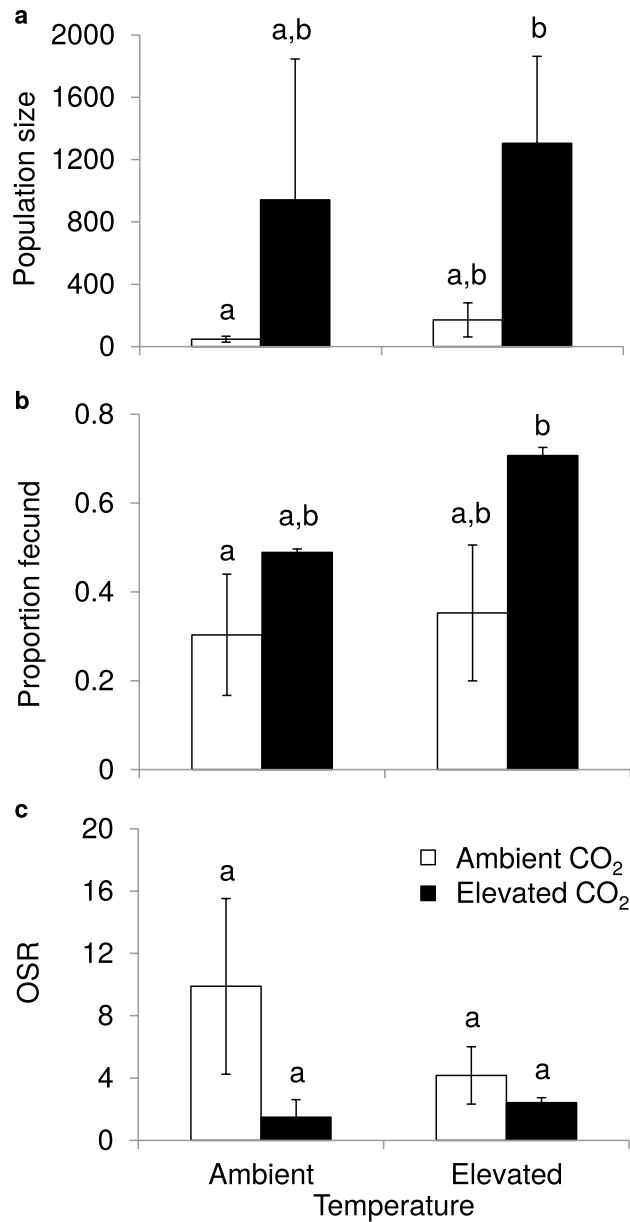 a
2000
1600
1200
800
400
0
Population size
a
a,b
a,b
b
b
0.8
0.6
0.4
0.2
0
Proportion fecund
a
a,b
a,b
b
c
20
16
12
8
4
0
OSR
a
a
a
a
Ambient CO₂
Elevated CO₂
Ambient Elevated
Temperature